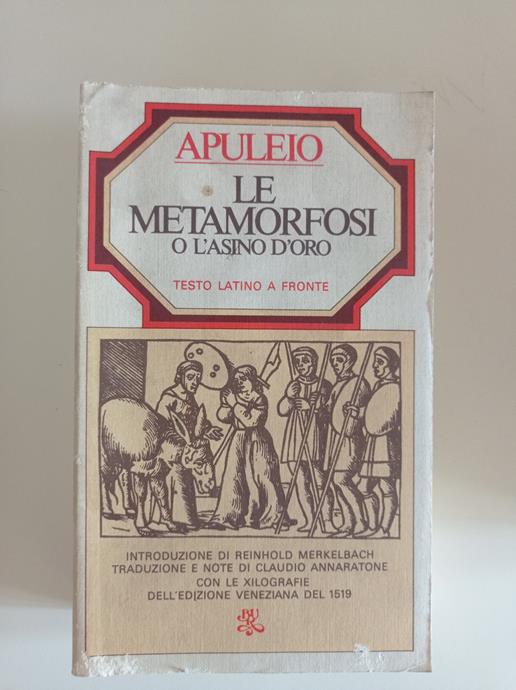 APULEIO
LE
METAMORFOSI
O L'ASINO D'ORO
TESTO LATINO A FRONTE
INTRODUZIONE DI REINHOLD MERKELBACH
TRADUZIONE E NOTE DI CLAUDIO ANNARATONE
CON LE XILOGRAFIE
DELL'EDIZIONE VENEZIANA DEL 1519
BUR